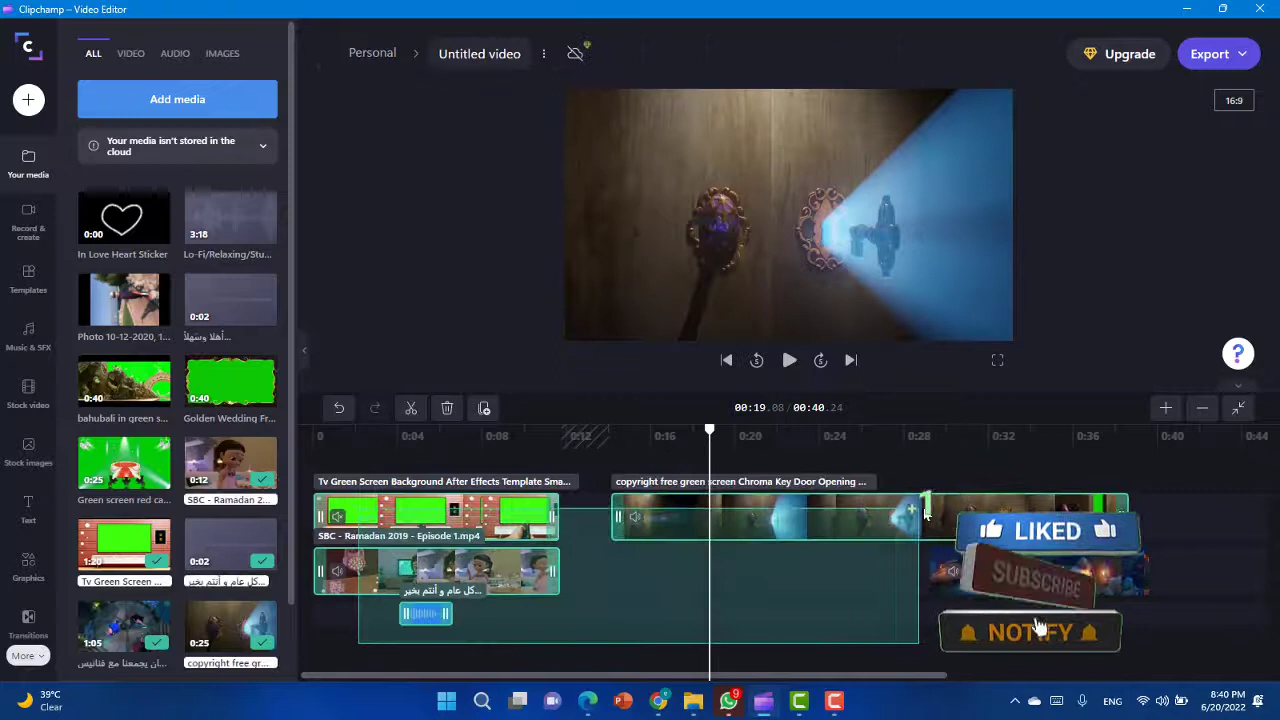 Clipchamp - Video Editor
ALL VIDEO AUDIO IMAGES
Personal > Untitled video
Upgrade
Export
Add media
16:9
Your media isn't stored in the
cloud
Your media
Record &
create
Templates
Music & SFX
Stock video
Stock images
Text
Graphics
Transitions
More
0:00
3:18
In Love Heart Sticker
Lo-Fi/Relaxing/Stu...
0:02
Photo 10-12-2020, 1...
أهلا وسهلاً...
0:40
0:40
bahubali in green s...
Golden Wedding Fr...
0:25
0:12
Green screen red ca...
SBC - Ramadan 2...
1:20
0:02
Tv Green Screen ...
كل عام و أنتم بخير...
1:05
0:25
ان يجمعنا مع فنانيس...
copyright free gr...
5
5
?
00:19.08 / 00:40.24
0 0:04 0:08 0:12 0:16 0:20 0:24 0:28 0:32 0:36 0:40 0:44
Tv Green Screen Background After Effects Template Sma...
copyright free green screen Chroma Key Door Opening ...
SBC - Ramadan 2019 - Episode 1.mp4
كل عام و أنتم بخير...
LIKED
SUBSCRIBE
NOTIFY
39°C
Clear
9
ENG
8:40 PM
6/20/2022